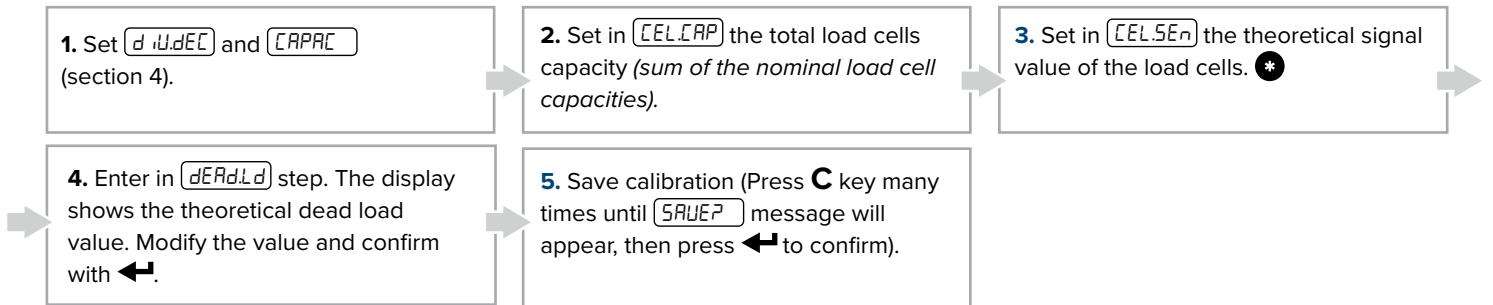 1. Set d iU.dEC and CAPAC
(section 4).
2. Set in CEL.CAP the total load cells
capacity (sum of the nominal load cell
capacities).
3. Set in CEL.SEn the theoretical signal
value of the load cells. *
4. Enter in dEAd.Ld step. The display
shows the theoretical dead load
value. Modify the value and confirm
with ↵.
5. Save calibration (Press C key many
times until SAUE? message will
appear, then press ↵ to confirm).